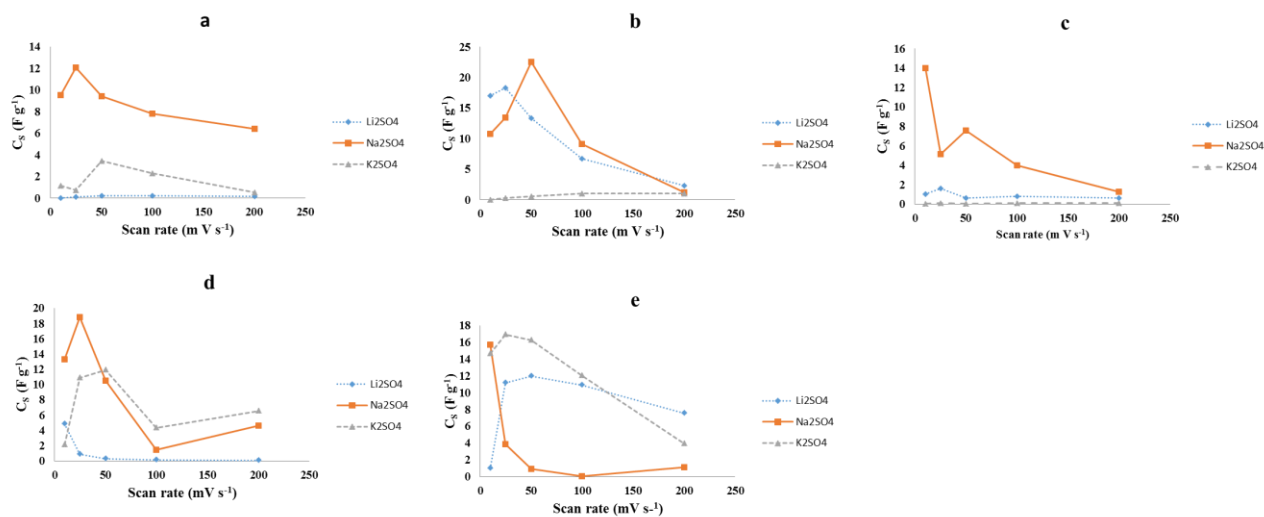 a
C_S (F g⁻¹)
14
12
10
8
6
4
2
0
0 50 100 150 200 250
Scan rate (m V s⁻¹)
Li2SO4
Na2SO4
K2SO4
b
C_S (F g⁻¹)
25
20
15
10
5
0
0 50 100 150 200 250
Scan rate (m V s⁻¹)
Li2SO4
Na2SO4
K2SO4
c
C_S (F g⁻¹)
16
14
12
10
8
6
4
2
0
0 50 100 150 200 250
Scan rate (m V s⁻¹)
Li2SO4
Na2SO4
K2SO4
d
C_S (F g⁻¹)
20
18
16
14
12
10
8
6
4
2
0
0 50 100 150 200 250
Scan rate (mV s⁻¹)
Li2SO4
Na2SO4
K2SO4
e
C_S (F g⁻¹)
18
16
14
12
10
8
6
4
2
0
0 50 100 150 200 250
Scan rate (mV s-¹)
Li2SO4
Na2SO4
K2SO4